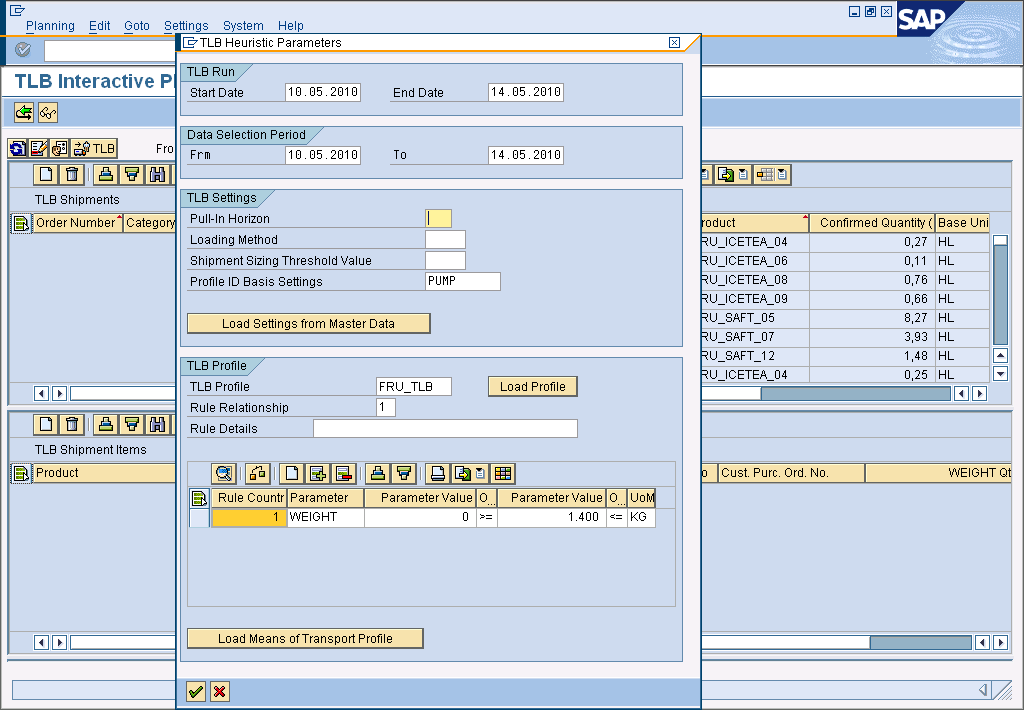 Planning Edit Goto Settings System Help
SAP
TLB Interactive Pl
TLB Fro
TLB Shipments
Order Number Category
roduct Confirmed Quantity ( Base Uni
RU_ICETEA_04 0,27 HL
RU_ICETEA_06 0,11 HL
RU_ICETEA_08 0,76 HL
RU_ICETEA_09 0,66 HL
RU_SAFT_05 8,27 HL
RU_SAFT_07 3,93 HL
RU_SAFT_12 1,48 HL
RU_ICETEA_04 0,25 HL
TLB Shipment Items
Product
o Cust. Purc. Ord. No. WEIGHT Qt
TLB Heuristic Parameters
TLB Run
Start Date 10.05.2010 End Date 14.05.2010
Data Selection Period
Frm 10.05.2010 To 14.05.2010
TLB Settings
Pull-In Horizon
Loading Method
Shipment Sizing Threshold Value
Profile ID Basis Settings PUMP
Load Settings from Master Data
TLB Profile
TLB Profile FRU_TLB Load Profile
Rule Relationship 1
Rule Details
Rule Countr Parameter Parameter Value O... Parameter Value O... UoM
1 WEIGHT 0 >= 1.400 <= KG
Load Means of Transport Profile